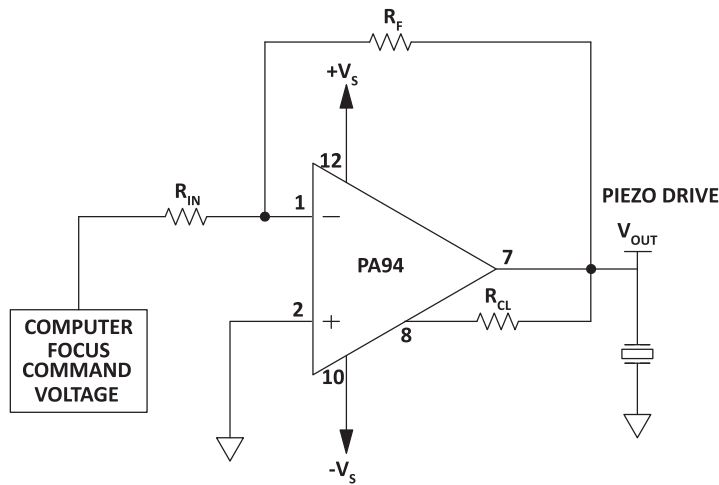 R_F
+V_S
12
R_IN
1
PIEZO DRIVE
V_OUT
PA94
7
2
R_CL
8
COMPUTER
FOCUS
COMMAND
VOLTAGE
10
-V_S